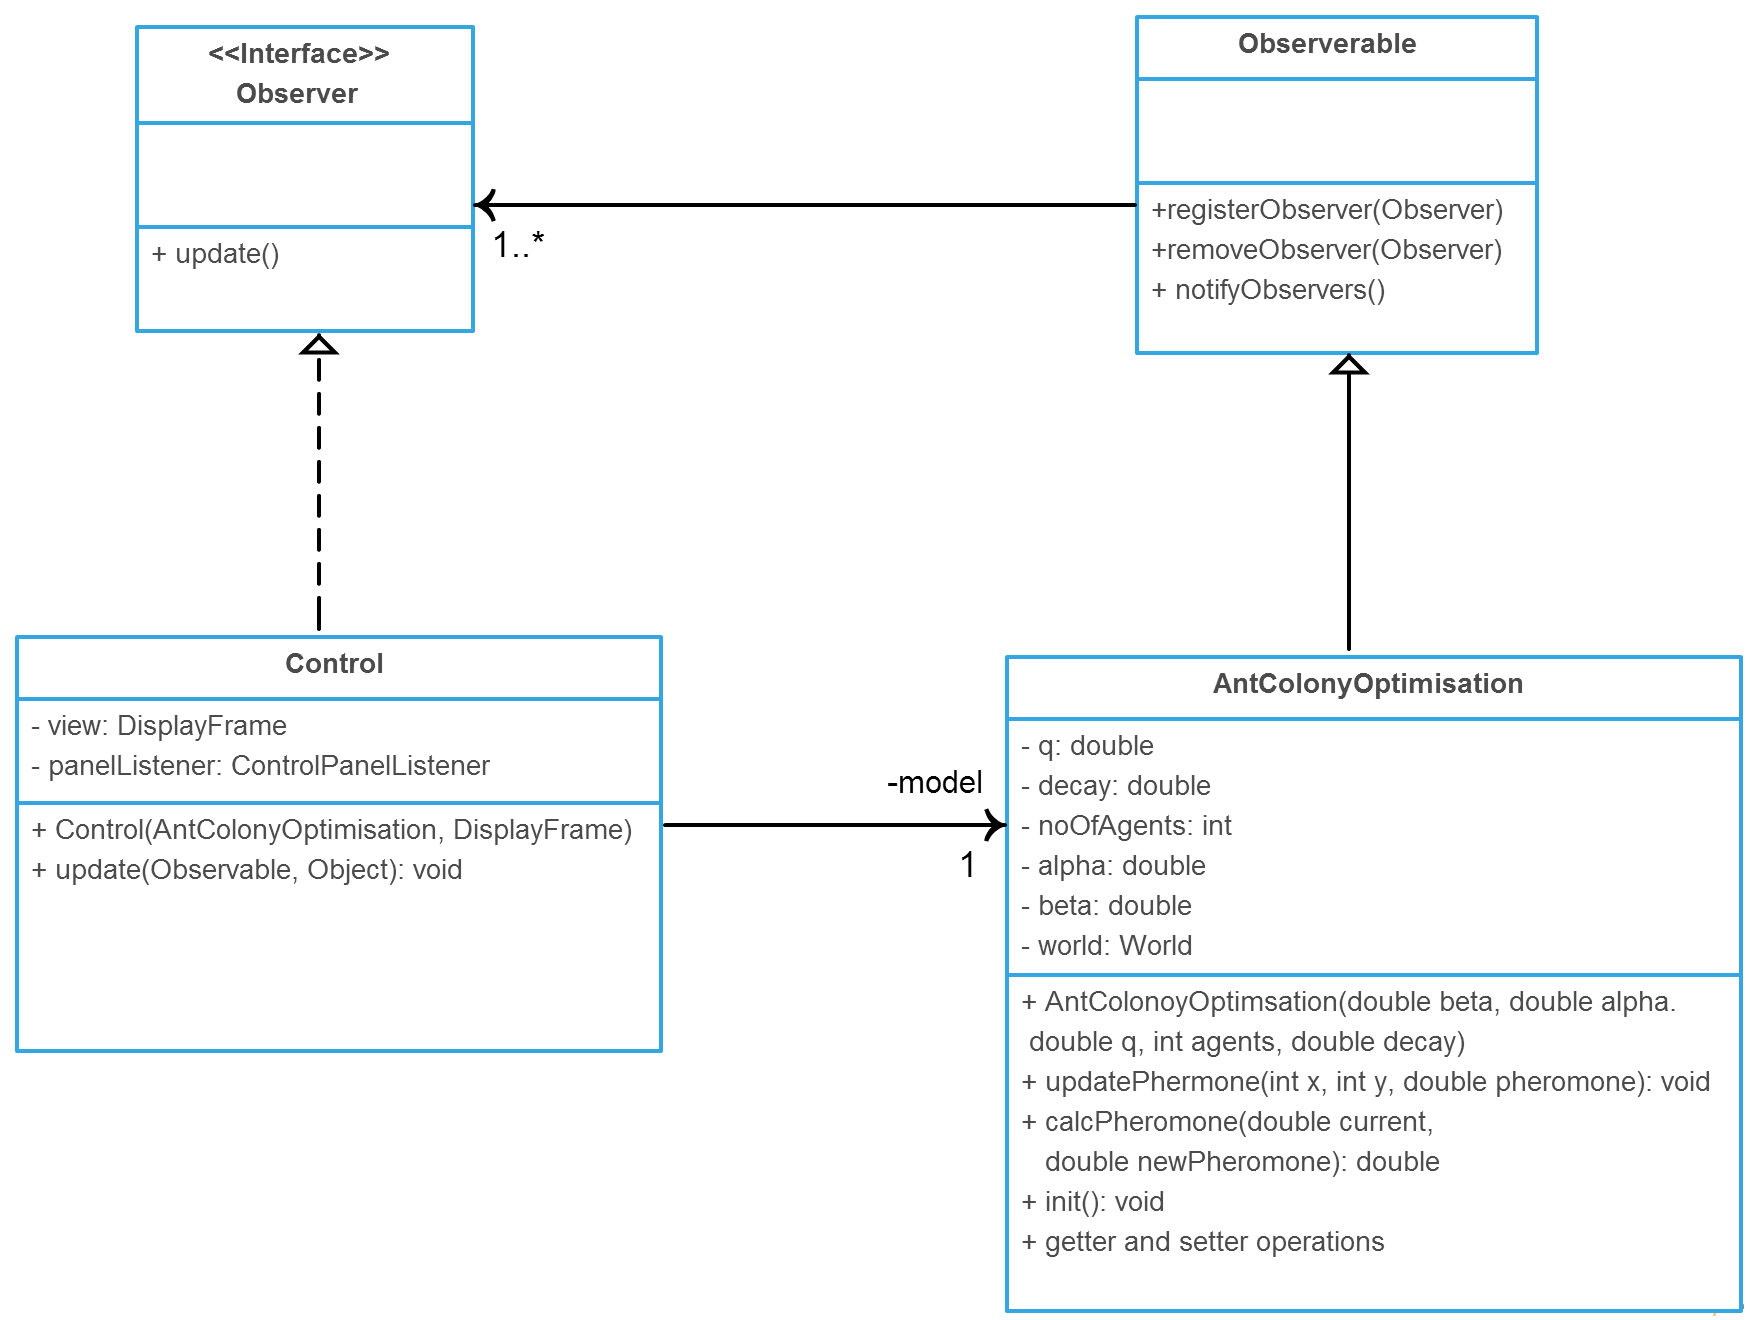 <<Interface>>
Observer
+ update()
Observerable
+registerObserver(Observer)
+removeObserver(Observer)
+ notifyObservers()
1..*
Control
- view: DisplayFrame
- panelListener: ControlPanelListener
+ Control(AntColonyOptimisation, DisplayFrame)
+ update(Observable, Object): void
-model
1
AntColonyOptimisation
- q: double
- decay: double
- noOfAgents: int
- alpha: double
- beta: double
- world: World
+ AntColonoyOptimsation(double beta, double alpha.
double q, int agents, double decay)
+ updatePhermone(int x, int y, double pheromone): void
+ calcPheromone(double current,
double newPheromone): double
+ init(): void
+ getter and setter operations